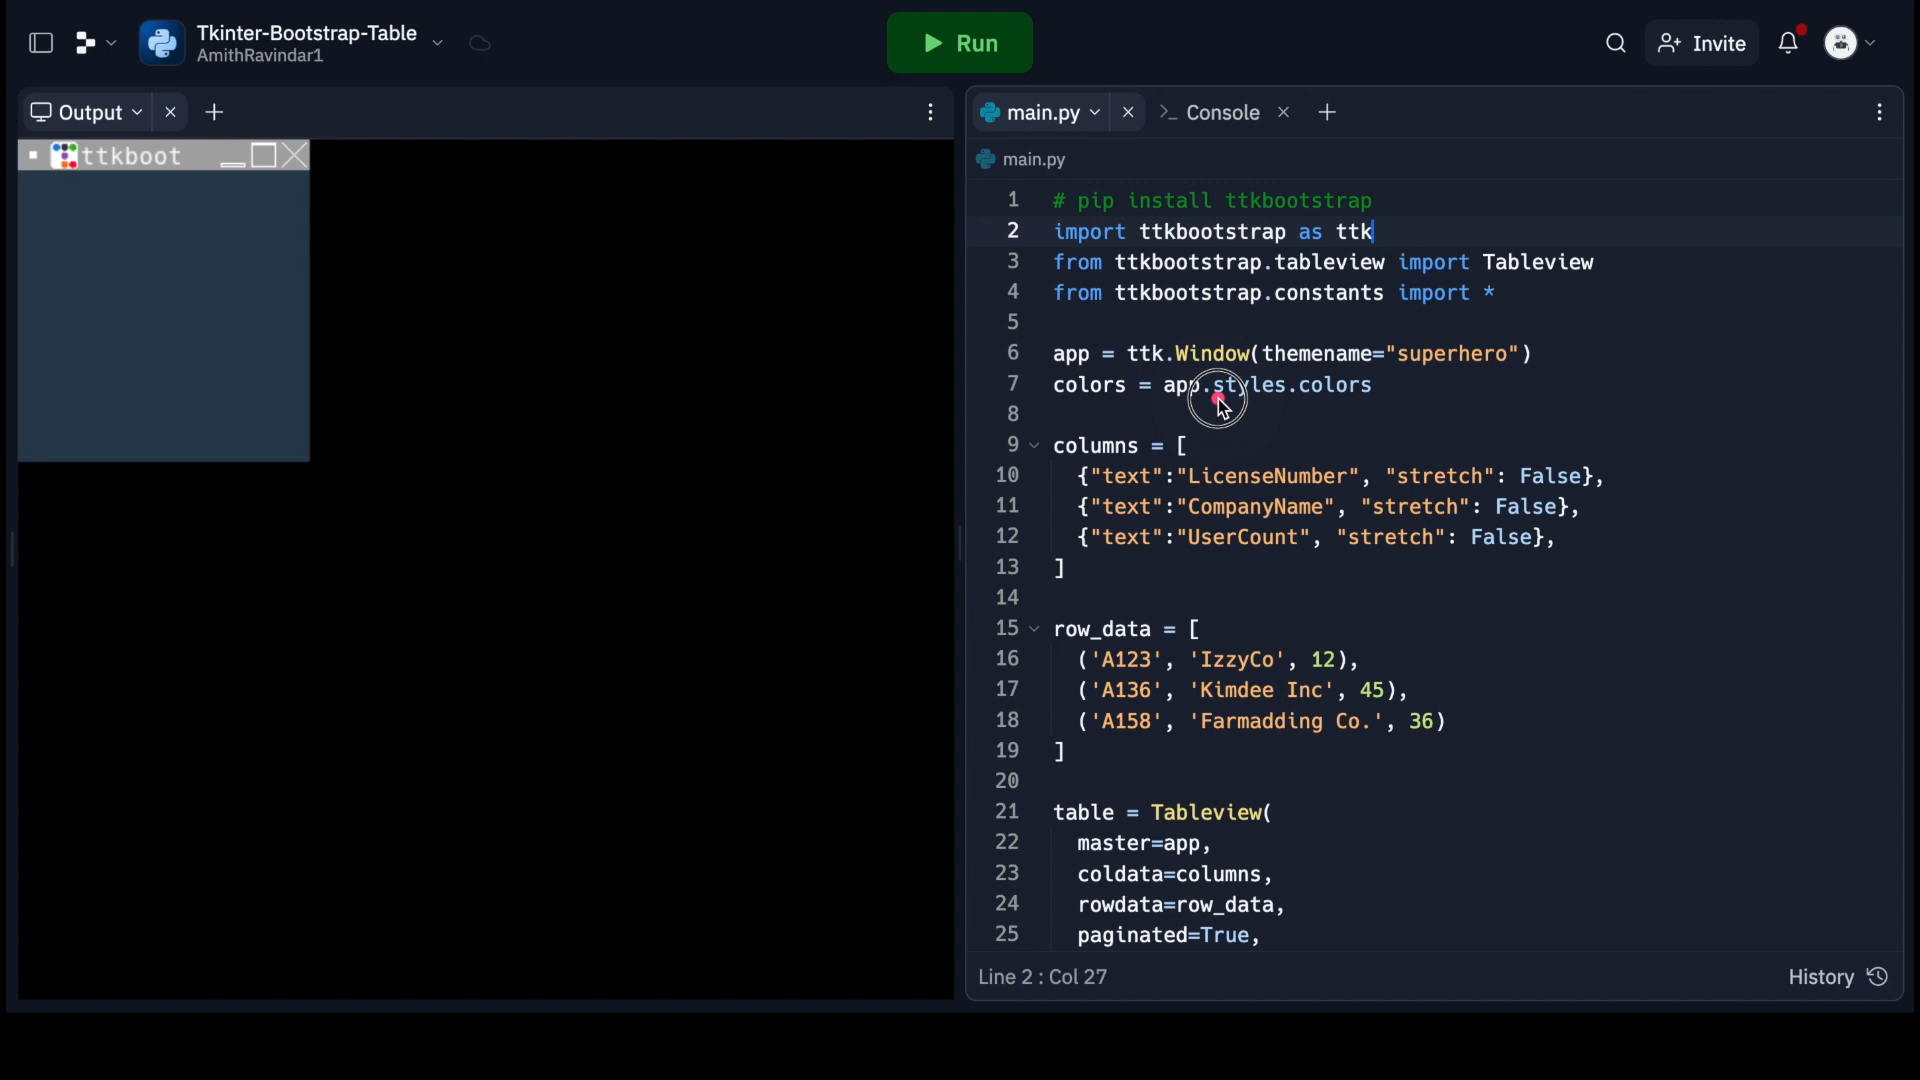 Tkinter-Bootstrap-Table
AmithRavindar1
Run
Invite
Output
ttkboot
main.py
>_ Console
main.py
1 # pip install ttkbootstrap
2 import ttkbootstrap as ttk
3 from ttkbootstrap.tableview import Tableview
4 from ttkbootstrap.constants import *
5
6 app = ttk.Window(themename="superhero")
7 colors = app.styles.colors
8
9 columns = [
10 {"text":"LicenseNumber", "stretch": False},
11 {"text":"CompanyName", "stretch": False},
12 {"text":"UserCount", "stretch": False},
13 ]
14
15 row_data = [
16 ('A123', 'IzzyCo', 12),
17 ('A136', 'Kimdee Inc', 45),
18 ('A158', 'Farmadding Co.', 36)
19 ]
20
21 table = Tableview(
22 master=app,
23 coldata=columns,
24 rowdata=row_data,
25 paginated=True,
Line 2 : Col 27
History